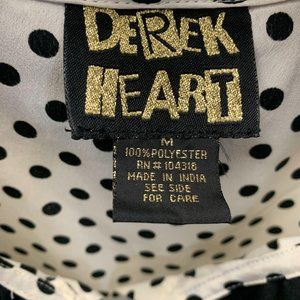 DEREK
HEART
M
100% POLYESTER
RN # 104318
MADE IN INDIA
SEE SIDE
FOR CARE